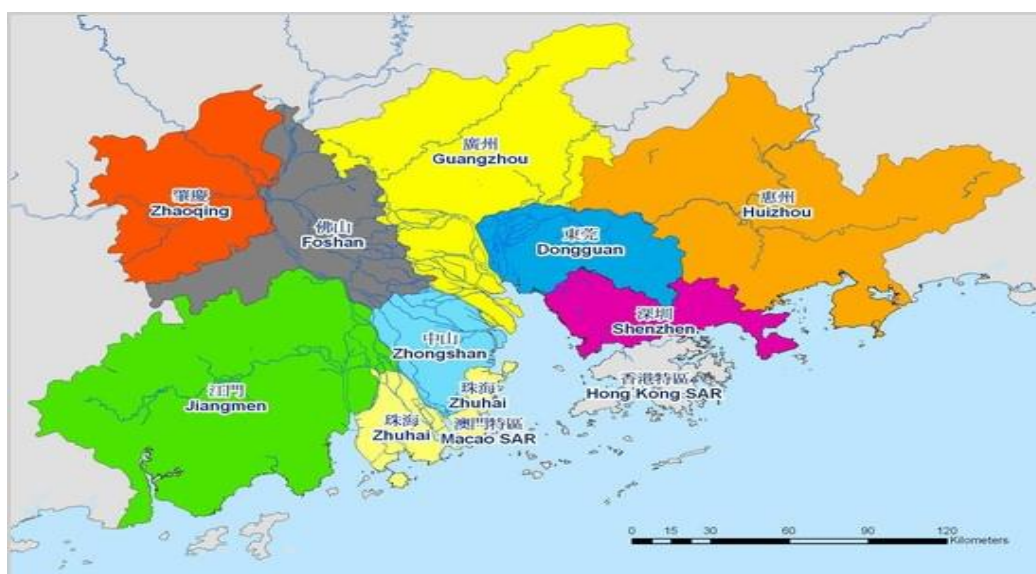 廣州
Guangzhou
肇慶
Zhaoqing
惠州
Huizhou
佛山
Foshan
東莞
Dongguan
深圳
Shenzhen
中山
Zhongshan
香港特區
Hong Kong SAR
江門
Jiangmen
珠海
Zhuhai
珠海
Zhuhai
澳門特區
Macao SAR
0 15 30 60 90 120
Kilometers